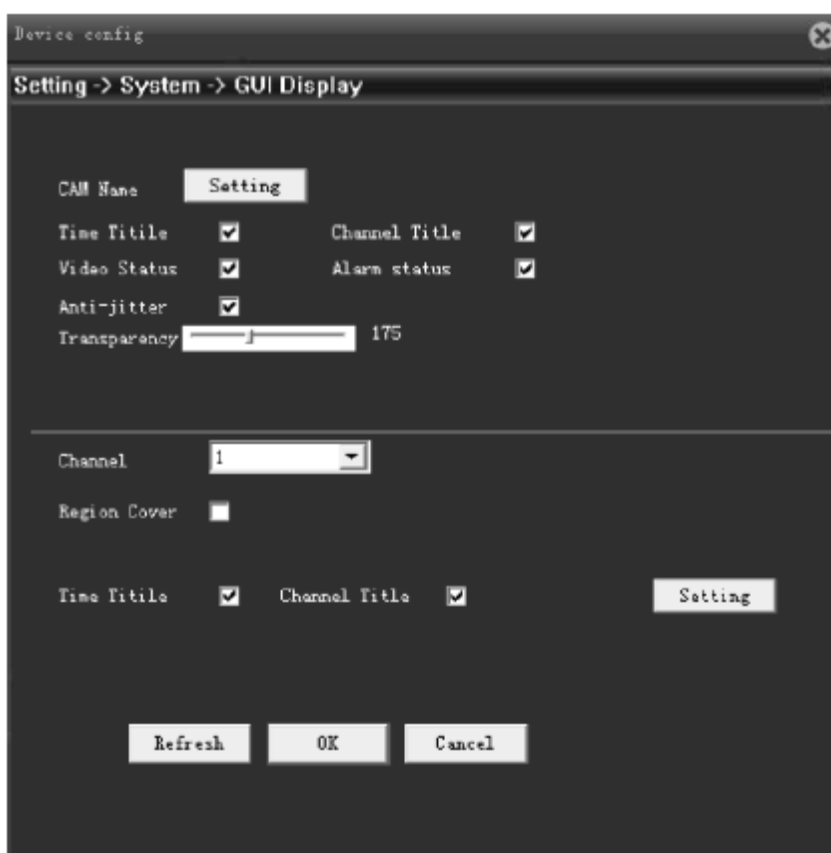 Device config
Setting -> System -> GUI Display
CAM Name Setting
Time Titile Channel Title
Video Status Alarm status
Anti-jitter
Transparency 175
Channel 1
Region Cover
Time Titile Channel Title Setting
Refresh OK Cancel